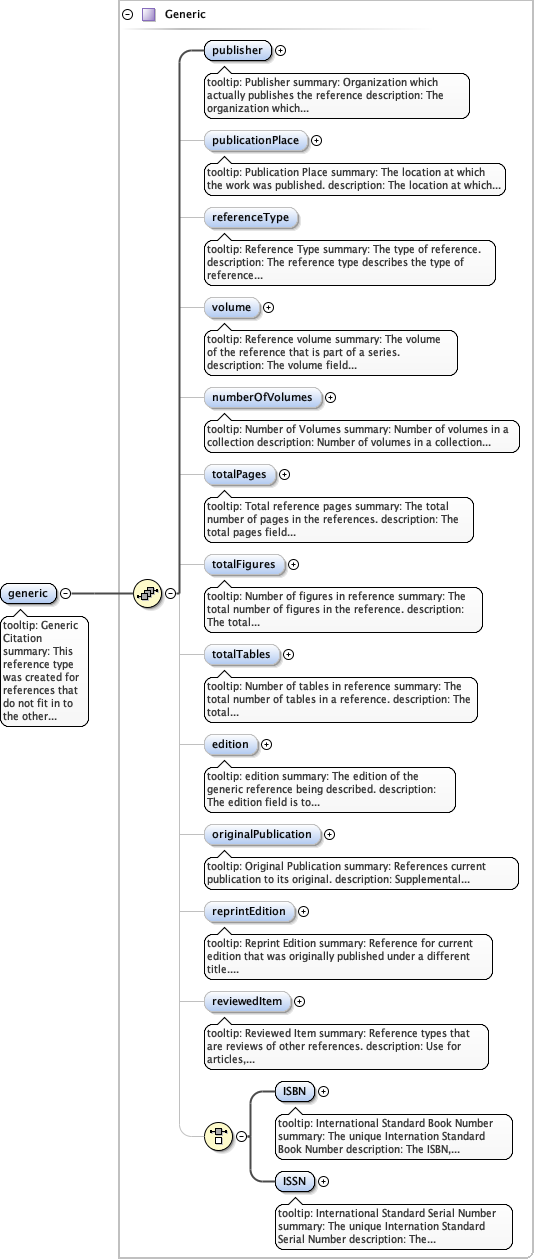 Generic
publisher
tooltip: Publisher summary: Organization which
actually publishes the reference description: The
organization which...
publicationPlace
tooltip: Publication Place summary: The location at which
the work was published. description: The location at which...
referenceType
tooltip: Reference Type summary: The type of reference.
description: The reference type describes the type of
reference...
volume
tooltip: Reference volume summary: The volume
of the reference that is part of a series.
description: The volume field...
numberOfVolumes
tooltip: Number of Volumes summary: Number of volumes in a
collection description: Number of volumes in a collection...
totalPages
tooltip: Total reference pages summary: The total
number of pages in the references. description: The
total pages field...
totalFigures
tooltip: Number of figures in reference summary: The
total number of figures in the reference. description:
The total...
generic
tooltip: Generic
Citation
summary: This
reference type
was created for
references that
do not fit in to
the other...
totalTables
tooltip: Number of tables in reference summary: The
total number of tables in a reference. description: The
total...
edition
tooltip: edition summary: The edition of the
generic reference being described. description:
The edition field is to...
originalPublication
tooltip: Original Publication summary: References current
publication to its original. description: Supplemental...
reprintEdition
tooltip: Reprint Edition summary: Reference for current
edition that was originally published under a different
title....
reviewedItem
tooltip: Reviewed Item summary: Reference types that
are reviews of other references. description: Use for
articles,...
ISBN
tooltip: International Standard Book Number
summary: The unique Internation Standard
Book Number description: The ISBN,...
ISSN
tooltip: International Standard Serial Number
summary: The unique Internation Standard
Serial Number description: The...